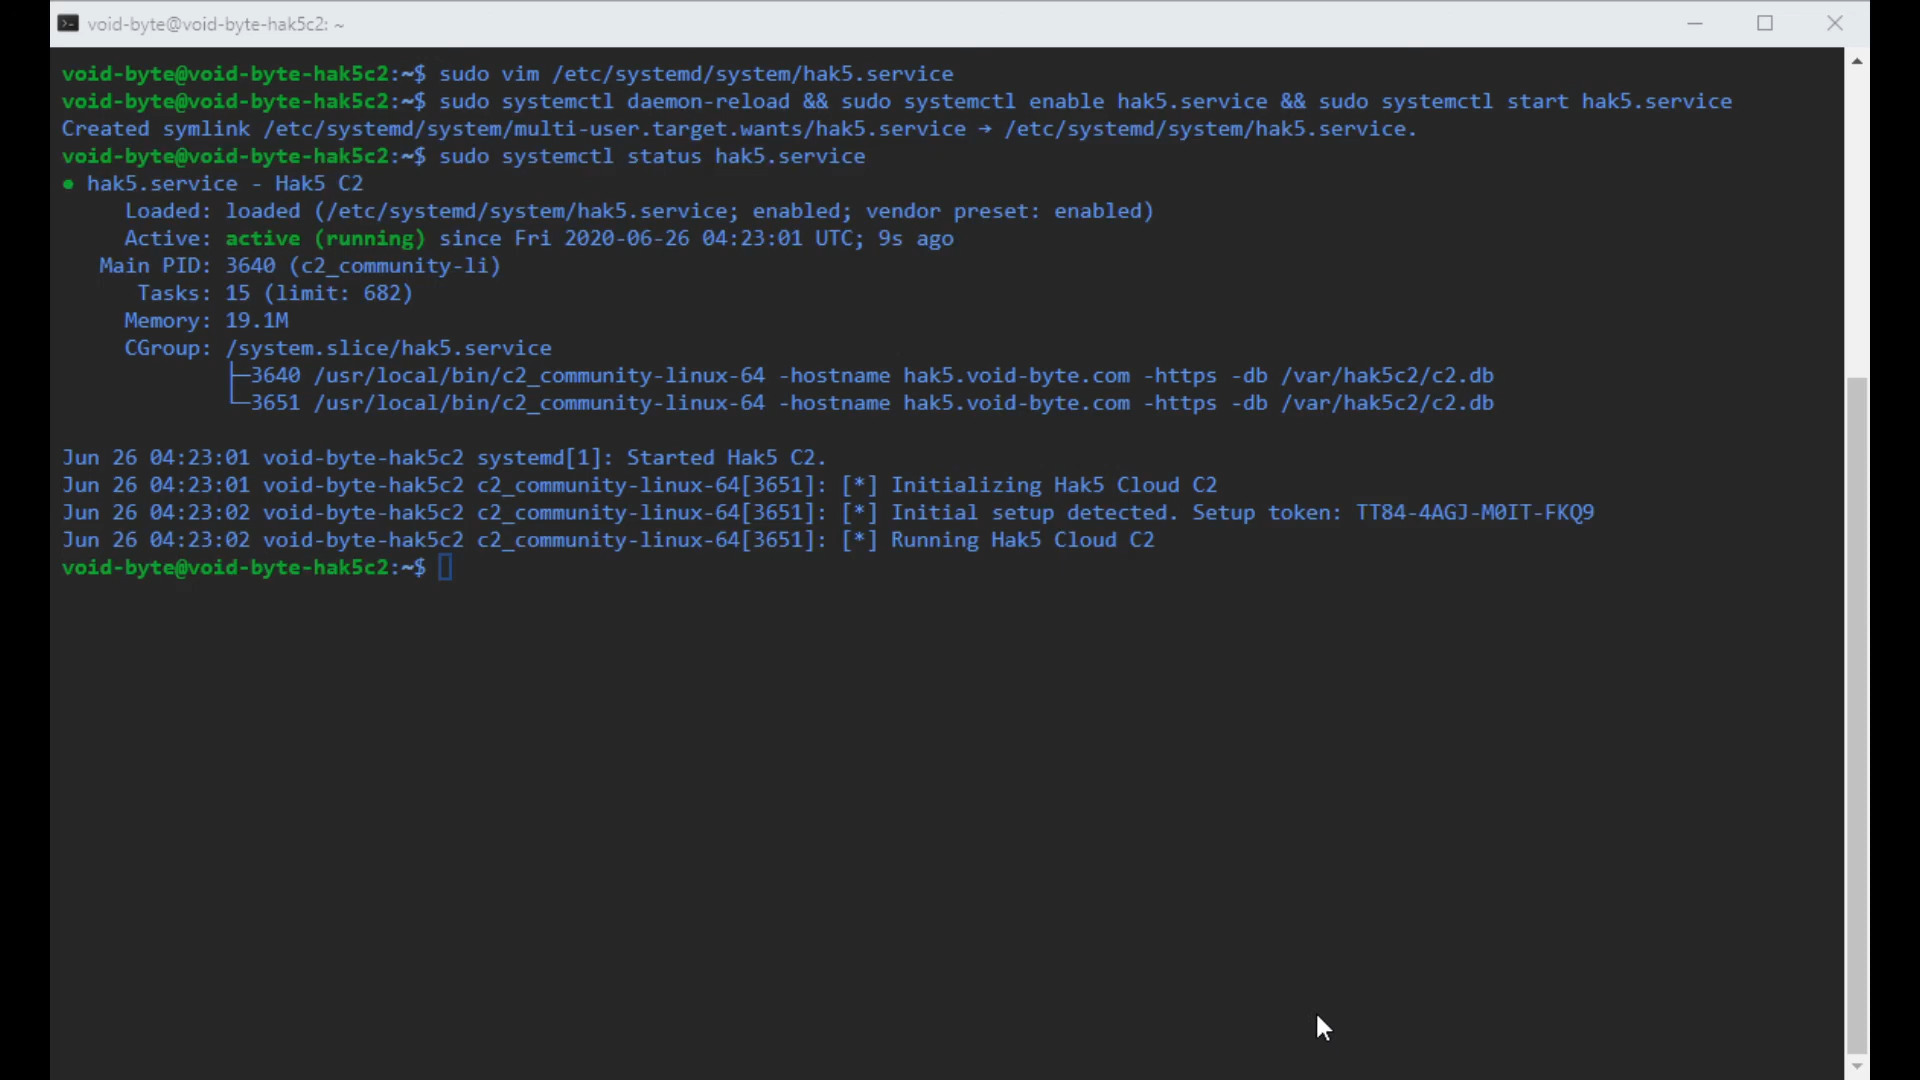 void-byte@void-byte-hak5c2: ~
void-byte@void-byte-hak5c2:~$ sudo vim /etc/systemd/system/hak5.service
void-byte@void-byte-hak5c2:~$ sudo systemctl daemon-reload && sudo systemctl enable hak5.service && sudo systemctl start hak5.service
Created symlink /etc/systemd/system/multi-user.target.wants/hak5.service → /etc/systemd/system/hak5.service.
void-byte@void-byte-hak5c2:~$ sudo systemctl status hak5.service
● hak5.service - Hak5 C2
Loaded: loaded (/etc/systemd/system/hak5.service; enabled; vendor preset: enabled)
Active: active (running) since Fri 2020-06-26 04:23:01 UTC; 9s ago
Main PID: 3640 (c2_community-li)
Tasks: 15 (limit: 682)
Memory: 19.1M
CGroup: /system.slice/hak5.service
├─3640 /usr/local/bin/c2_community-linux-64 -hostname hak5.void-byte.com -https -db /var/hak5c2/c2.db
└─3651 /usr/local/bin/c2_community-linux-64 -hostname hak5.void-byte.com -https -db /var/hak5c2/c2.db
Jun 26 04:23:01 void-byte-hak5c2 systemd[1]: Started Hak5 C2.
Jun 26 04:23:01 void-byte-hak5c2 c2_community-linux-64[3651]: [*] Initializing Hak5 Cloud C2
Jun 26 04:23:02 void-byte-hak5c2 c2_community-linux-64[3651]: [*] Initial setup detected. Setup token: TT84-4AGJ-M0IT-FKQ9
Jun 26 04:23:02 void-byte-hak5c2 c2_community-linux-64[3651]: [*] Running Hak5 Cloud C2
void-byte@void-byte-hak5c2:~$